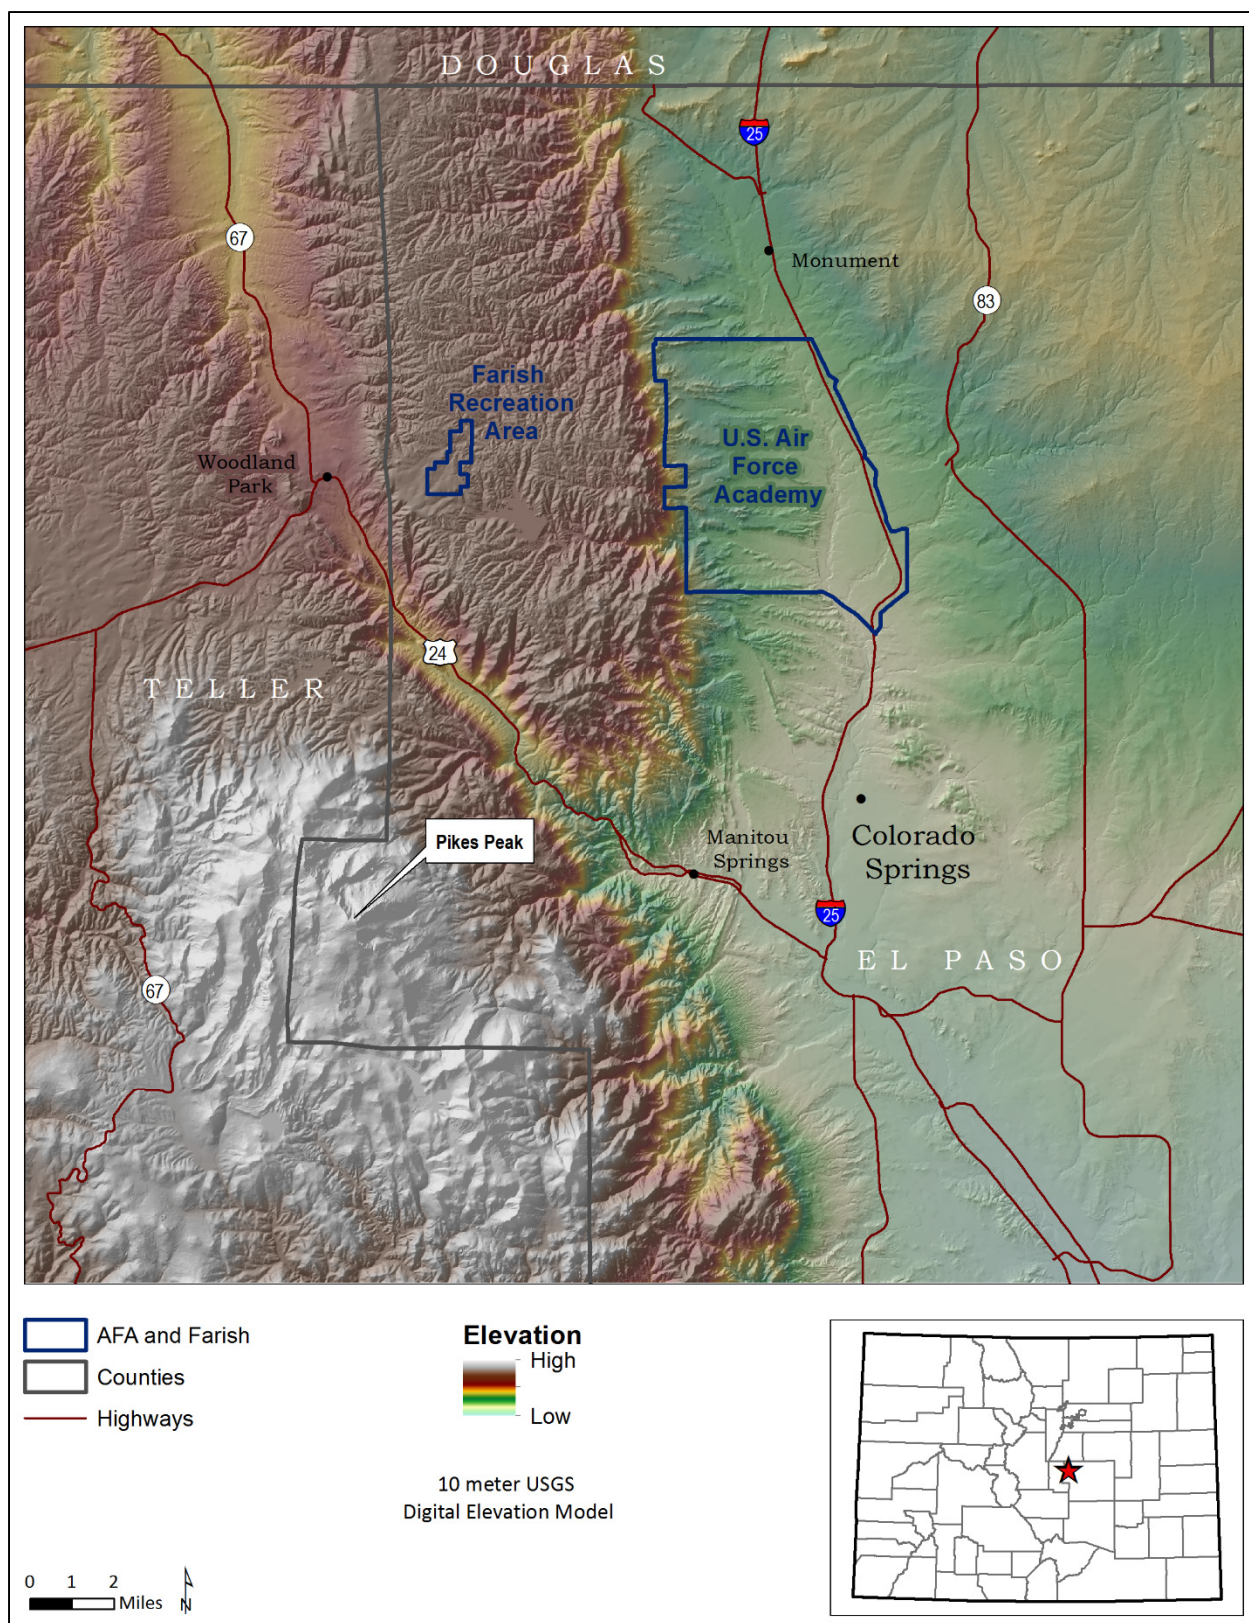 DOUGLAS
25
67
Monument
83
Farish
Recreation
Area
U.S. Air
Force
Academy
Woodland
Park
24
TELLER
Pikes Peak
Manitou
Springs
Colorado
Springs
25
EL PASO
67
AFA and Farish
Counties
Highways
Elevation
High
Low
10 meter USGS
Digital Elevation Model
0 1 2
Miles
N